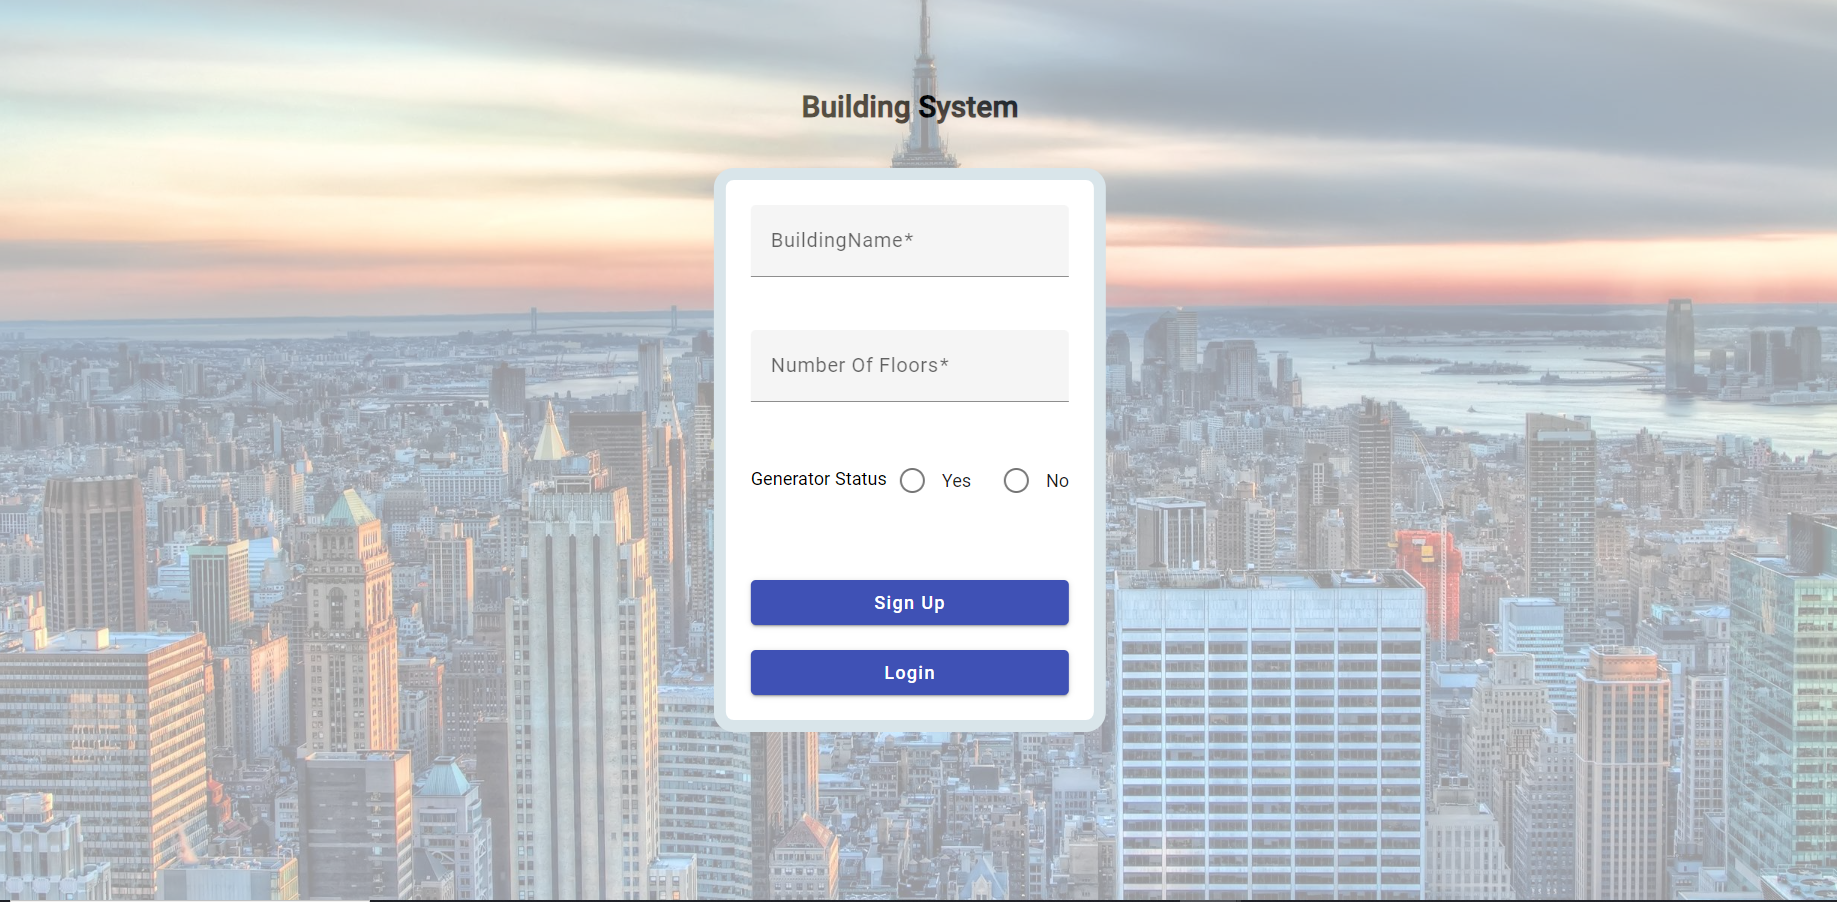 Building System
BuildingName*
Number Of Floors*
Generator Status Yes No
Sign Up
Login